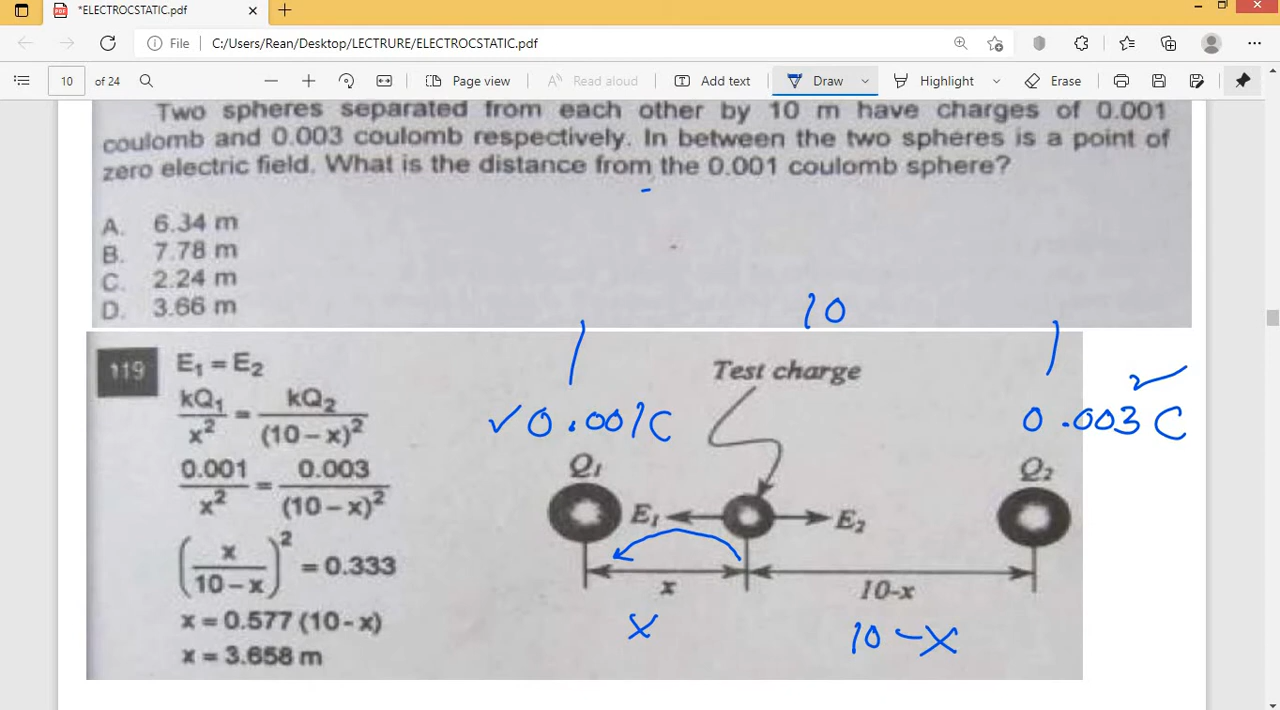 *ELECTROCSTATIC.pdf
File C:/Users/Rean/Desktop/LECTRURE/ELECTROCSTATIC.pdf
10 of 24 Page view Read aloud Add text Draw Highlight Erase
Two spheres separated from each other by 10 m have charges of 0.001
coulomb and 0.003 coulomb respectively. In between the two spheres is a point of
zero electric field. What is the distance from the 0.001 coulomb sphere?
A. 6.34 m
B. 7.78 m
C. 2.24 m
D. 3.66 m
10
119 E₁ = E₂
kQ₁/x² = kQ₂/(10 – x)²
0.001/x² = 0.003/(10 – x)²
(x/(10 – x))² = 0.333
x = 0.577 (10 - x)
x = 3.658 m
Test charge
0.001C
0.003 C
Q₁
Q₂
E₁
E₂
x
10-x
x
10 - x